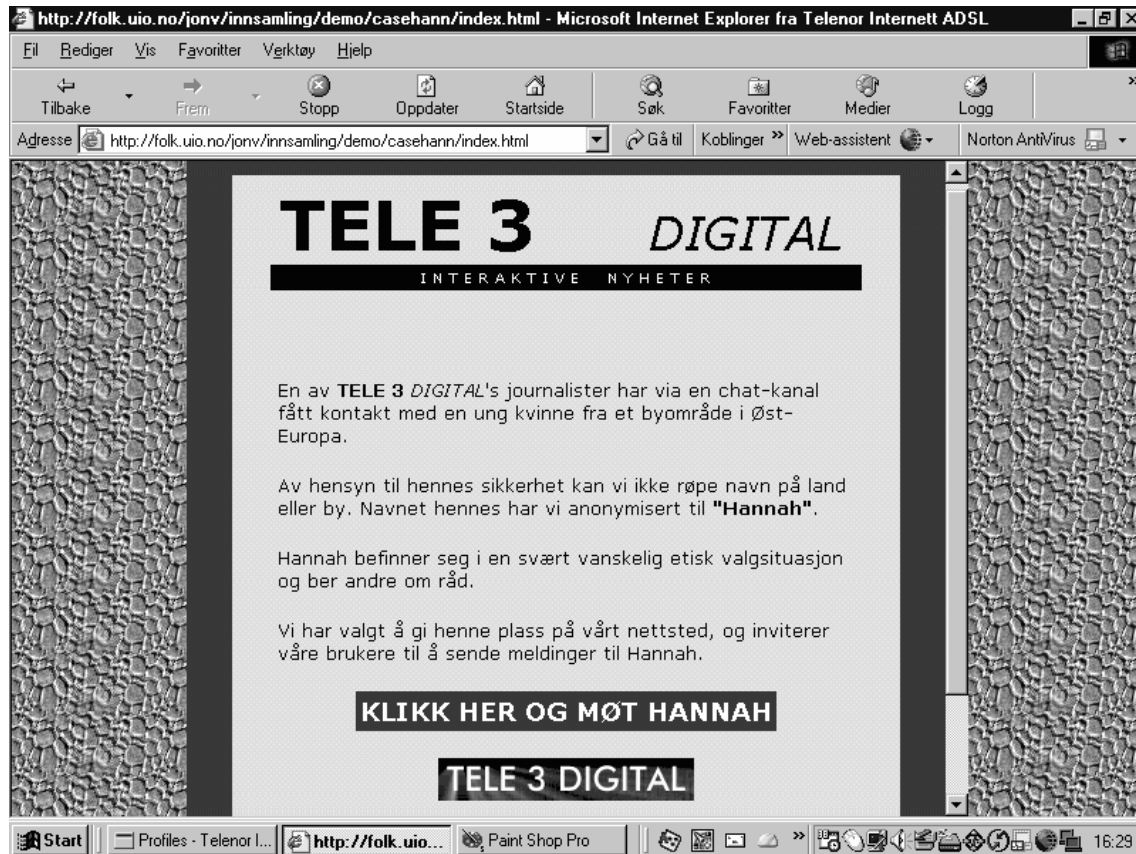 http://folk.uio.no/jonv/innsamling/demo/casehann/index.html - Microsoft Internet Explorer fra Telenor Internett ADSL
Fil Rediger Vis Favoritter Verktøy Hjelp
Tilbake Frem Stopp Oppdater Startside Søk Favoritter Medier Logg
Adresse http://folk.uio.no/jonv/innsamling/demo/casehann/index.html Gå til Koblinger » Web-assistent Norton AntiVirus
TELE 3 DIGITAL
INTERAKTIVE NYHETER
En av TELE 3 DIGITAL's journalister har via en chat-kanal
fått kontakt med en ung kvinne fra et byområde i Øst-
Europa.
Av hensyn til hennes sikkerhet kan vi ikke røpe navn på land
eller by. Navnet hennes har vi anonymisert til "Hannah".
Hannah befinner seg i en svært vanskelig etisk valgsituasjon
og ber andre om råd.
Vi har valgt å gi henne plass på vårt nettsted, og inviterer
våre brukere til å sende meldinger til Hannah.
KLIKK HER OG MØT HANNAH
TELE 3 DIGITAL
Start Profiles - Telenor I... http://folk.uio... Paint Shop Pro » 16:29